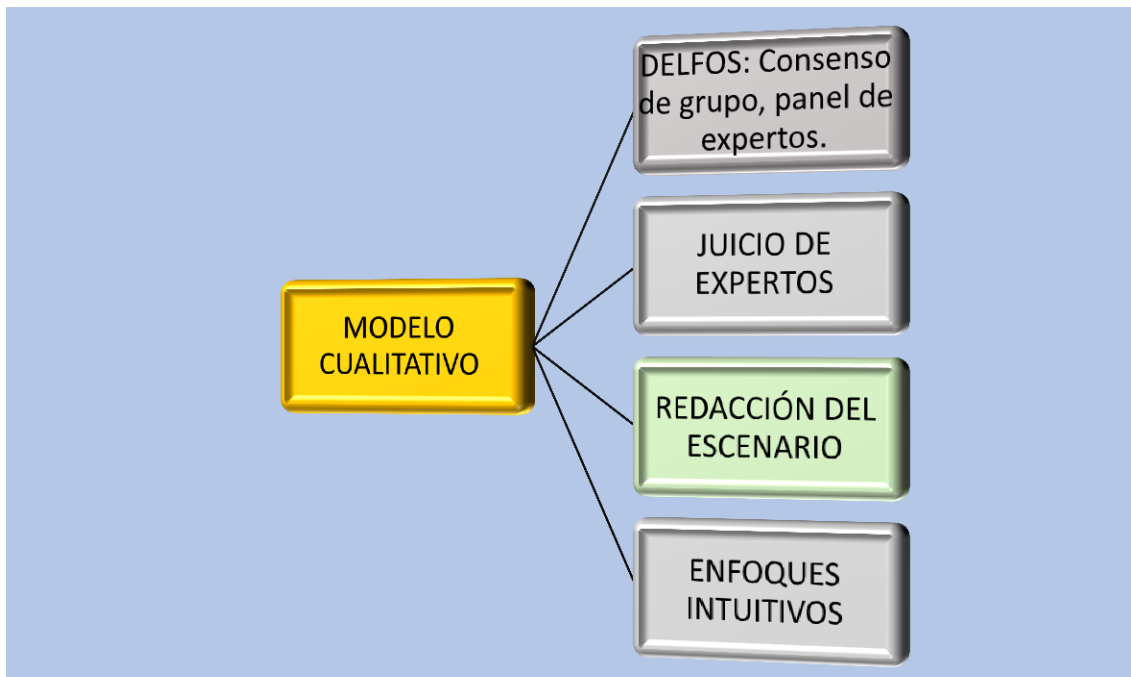 DELFOS: Consenso
de grupo, panel de
expertos.
JUICIO DE
EXPERTOS
MODELO
CUALITATIVO
REDACCIÓN DEL
ESCENARIO
ENFOQUES
INTUITIVOS